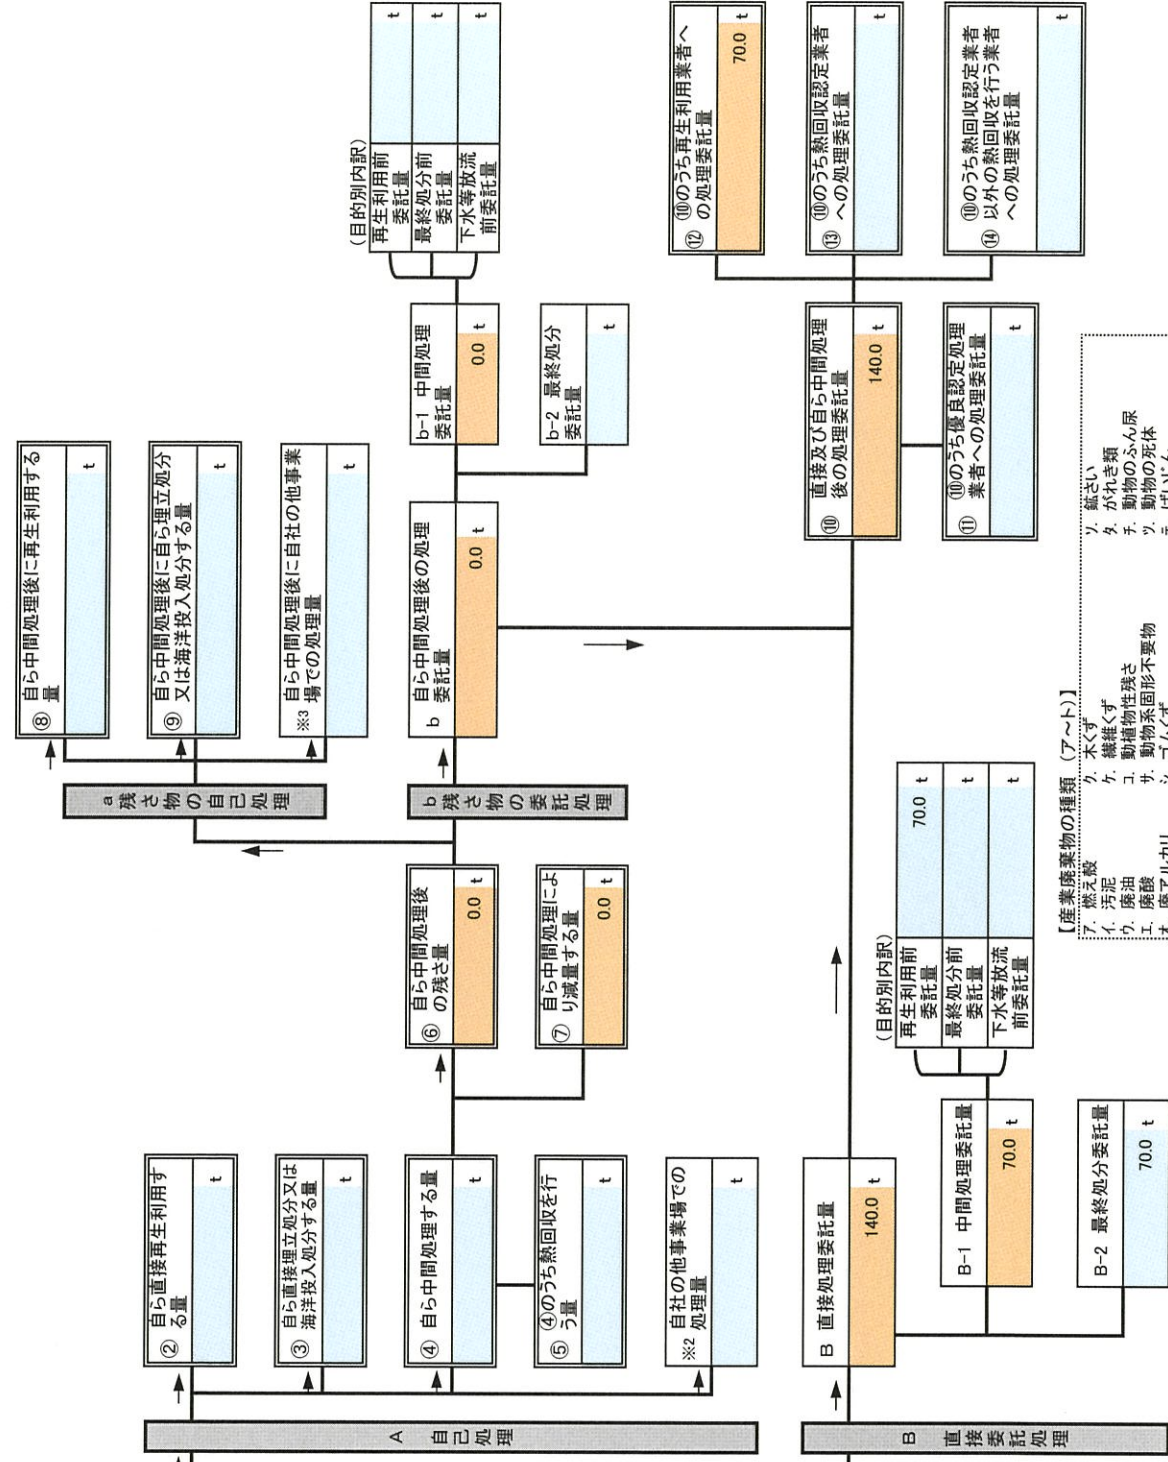 A
自己処理
② 自ら直接再生利用す
る量
t
③ 自ら直接埋立処分又は
海洋投入処分する量
t
④ 自ら中間処理する量
t
⑤ ④のうち熱回収を行
う量
t
※2 自社の他事業場での
処理量
t
⑥ 自ら中間処理後
の残さ量
0.0 t
⑦ 自ら中間処理によ
り減量する量
0.0 t
a
残さ物の自己処理
⑧ 自ら中間処理後に再生利用する
量
t
⑨ 自ら中間処理後に自ら埋立処分
又は海洋投入処分する量
t
※3 自ら中間処理後に自社の他事業
場での処理量
t
b
残さ物の委託処理
b 自ら中間処理後の処理
委託量
0.0 t
b-1 中間処理
委託量
0.0 t
b-2 最終処分
委託量
t
(目的別内訳)
再生利用前
委託量
t
最終処分前
委託量
t
下水等放流
前委託量
t
B
直接委託処理
B 直接処理委託量
140.0 t
B-1 中間処理委託量
70.0 t
B-2 最終処分委託量
70.0 t
(目的別内訳)
再生利用前
委託量
70.0 t
最終処分前
委託量
t
下水等放流
前委託量
t
⑩ 直接及び自ら中間処理
後の処理委託量
140.0 t
⑪ ⑩のうち優良認定処理
業者への処理委託量
t
⑫ ⑩のうち再生利用業者へ
の処理委託量
70.0 t
⑬ ⑩のうち熱回収認定業者
への処理委託量
t
⑭ ⑩のうち熱回収認定業者
以外の熱回収を行う業者
への処理委託量
t
【産業廃棄物の種類(ア～ト)】
ア. 燃え殻
イ. 汚泥
ウ. 廃油
エ. 廃酸
オ. 廃アルカリ
ク. 木くず
ケ. 繊維くず
コ. 動植物性残さ
サ. 動物系固形不要物
シ. ゴムくず
ソ. 鉱さい
タ. がれき類
チ. 動物のふん尿
ツ. 動物の死体
テ. ばいじん